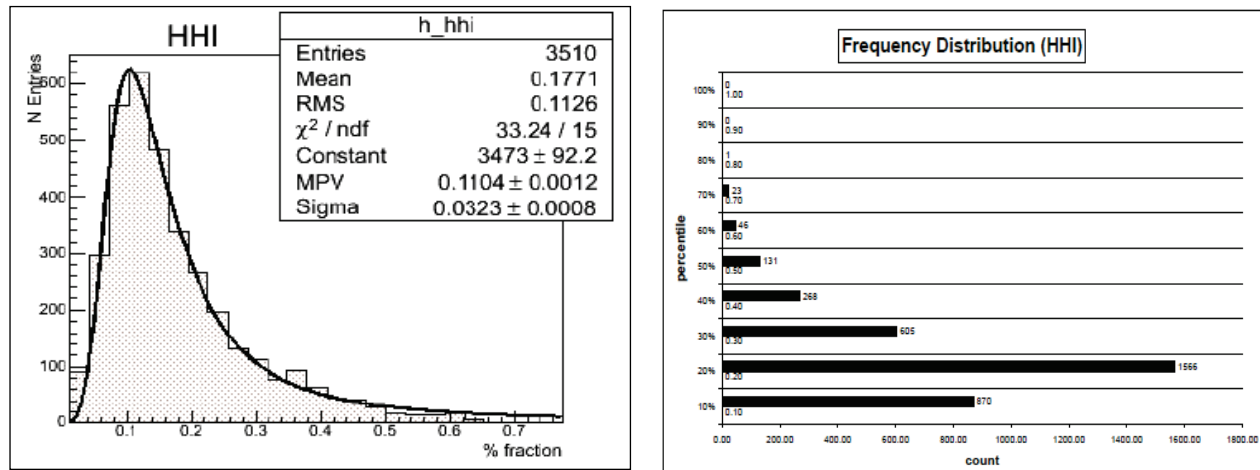 HHI
h_hhi
Entries 3510
Mean 0.1771
RMS 0.1126
χ² / ndf 33.24 / 15
Constant 3473 ± 92.2
MPV 0.1104 ± 0.0012
Sigma 0.0323 ± 0.0008
N Entries
600
500
400
300
200
100
0
0.1 0.2 0.3 0.4 0.5 0.6 0.7
% fraction
Frequency Distribution (HHI)
percentile
100% 0
1.00
90% 0
0.90
80% 1
0.80
70% 23
0.70
60% 46
0.60
50% 131
0.50
40% 268
0.40
30% 605
0.30
20% 1566
0.20
10% 870
0.10
0.00 200.00 400.00 600.00 800.00 1000.00 1200.00 1400.00 1600.00 1800.00
count